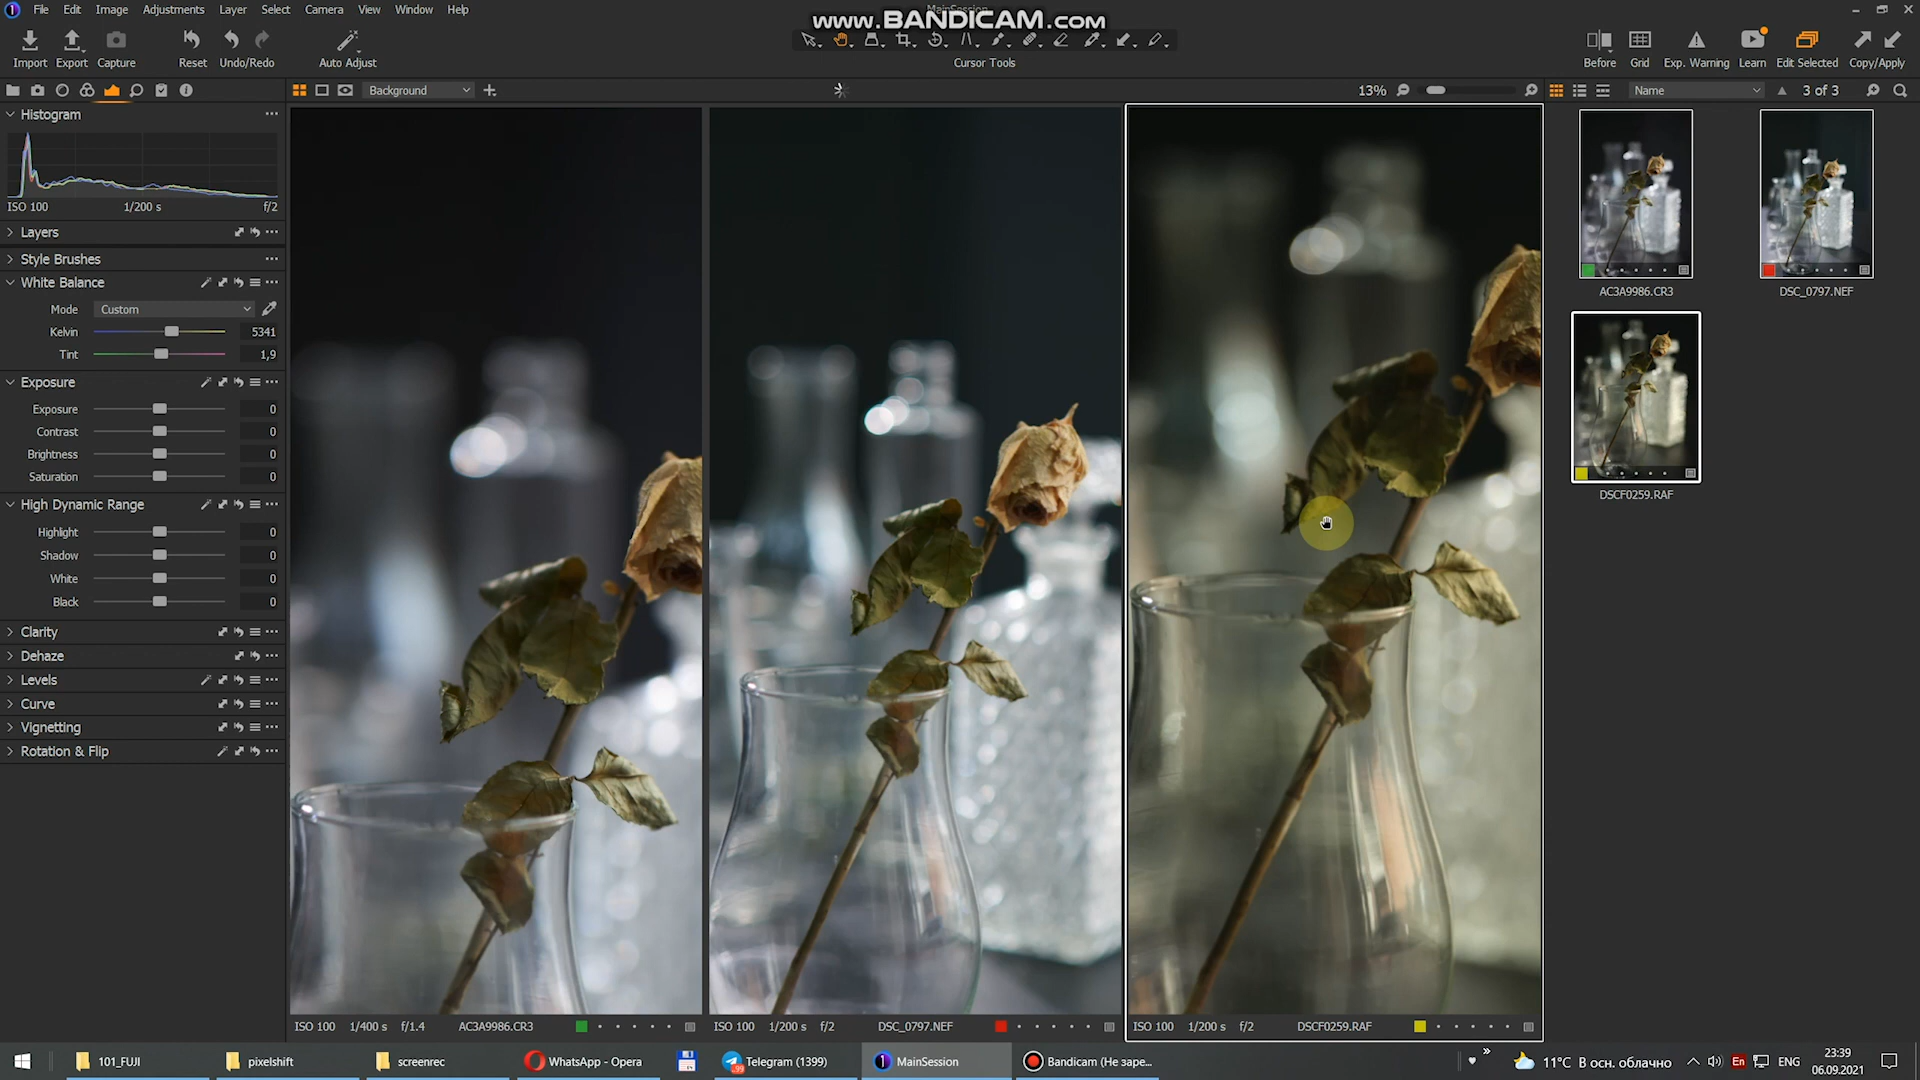 File Edit Image Adjustments Layer Select Camera View Window Help
www.BANDICAM.com
Import Export Capture Reset Undo/Redo Auto Adjust
Cursor Tools
Before Grid Exp. Warning Learn Edit Selected Copy/Apply
Background
13%
Name
3 of 3
Histogram
ISO 100 1/200 s f/2
Layers
Style Brushes
White Balance
Mode Custom
Kelvin 5341
Tint 1,9
Exposure
Exposure 0
Contrast 0
Brightness 0
Saturation 0
High Dynamic Range
Highlight 0
Shadow 0
White 0
Black 0
Clarity
Dehaze
Levels
Curve
Vignetting
Rotation & Flip
ISO 100 1/400 s f/1.4 AC3A9986.CR3
ISO 100 1/200 s f/2 DSC_0797.NEF
ISO 100 1/200 s f/2 DSCF0259.RAF
AC3A9986.CR3
DSC_0797.NEF
DSCF0259.RAF
101_FUJI
pixelshift
screenrec
WhatsApp - Opera
Telegram (1399)
MainSession
Bandicam (Не заре...
11°C В осн. облачно
En
ENG
23:39
06.09.2021